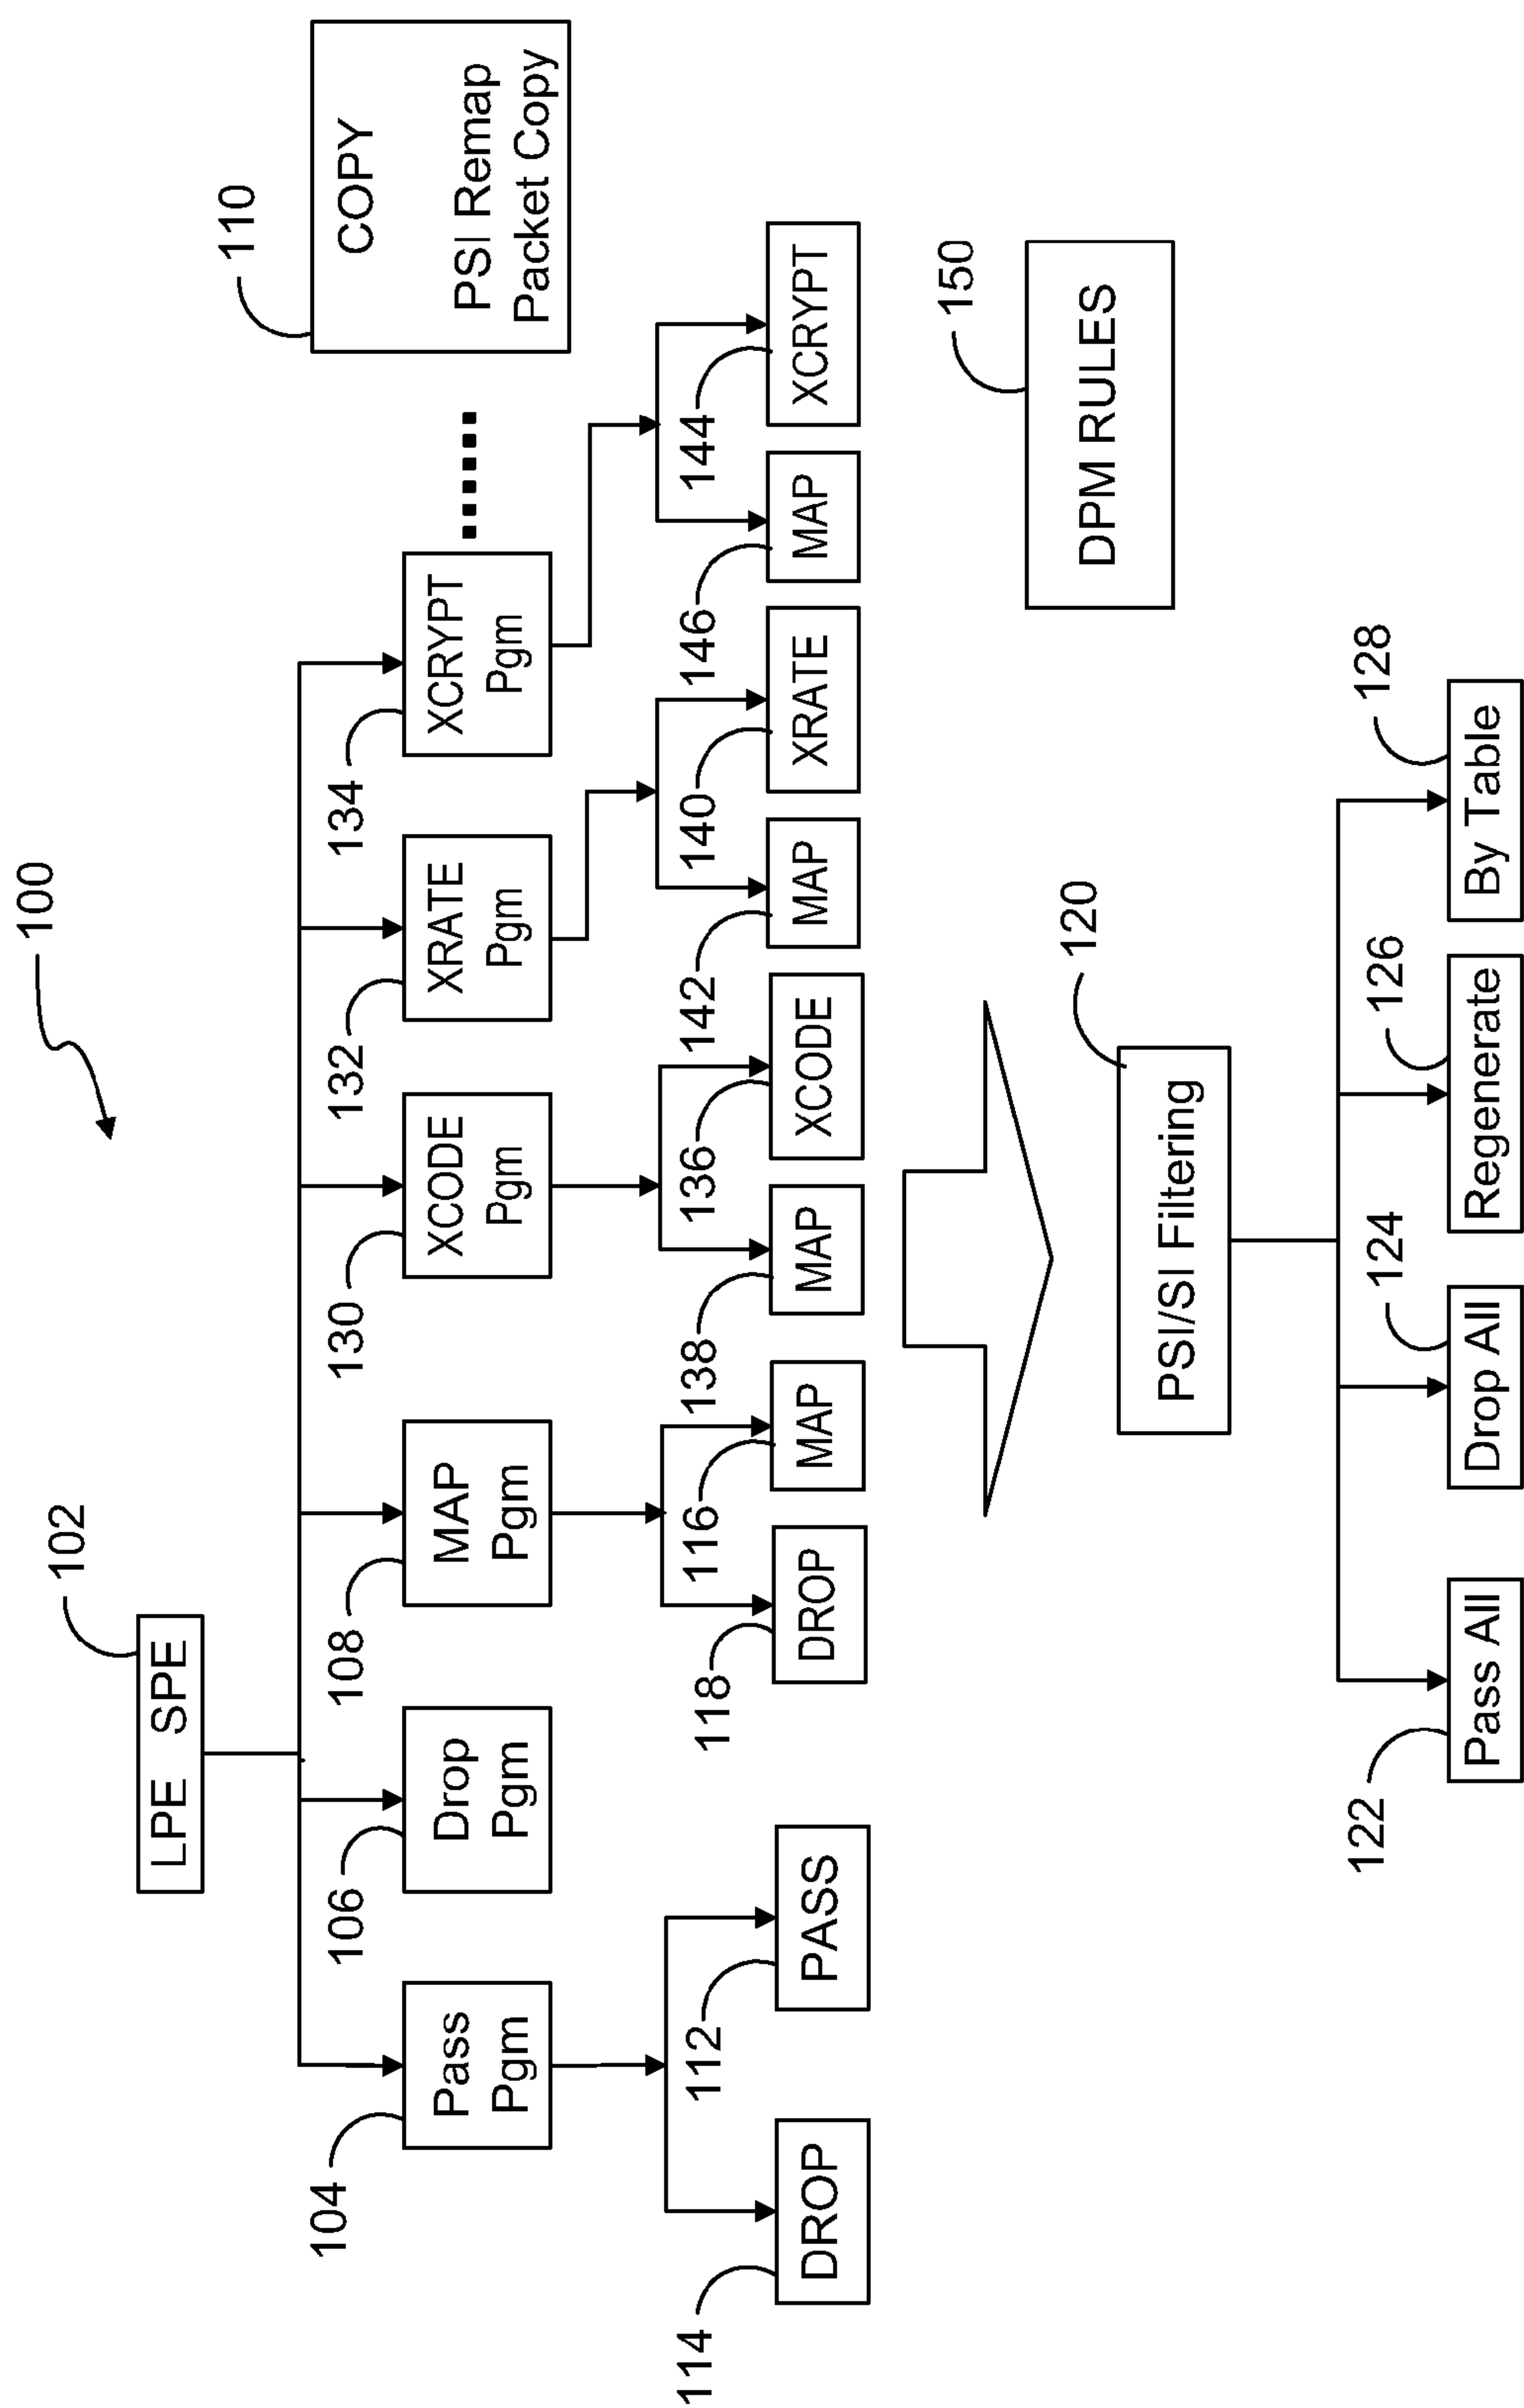 100
102
LPE SPE
110
COPY
PSI Remap
Packet Copy
104
Pass
Pgm
106
Drop
Pgm
108
MAP
Pgm
130
XCODE
Pgm
132
XRATE
Pgm
134
XCRYPT
Pgm
114
DROP
112
PASS
118
DROP
116
MAP
138
MAP
136
XCODE
142
MAP
140
XRATE
146
MAP
144
XCRYPT
150
DPM RULES
120
PSI/SI Filtering
122
Pass All
124
Drop All
126
Regenerate
128
By Table